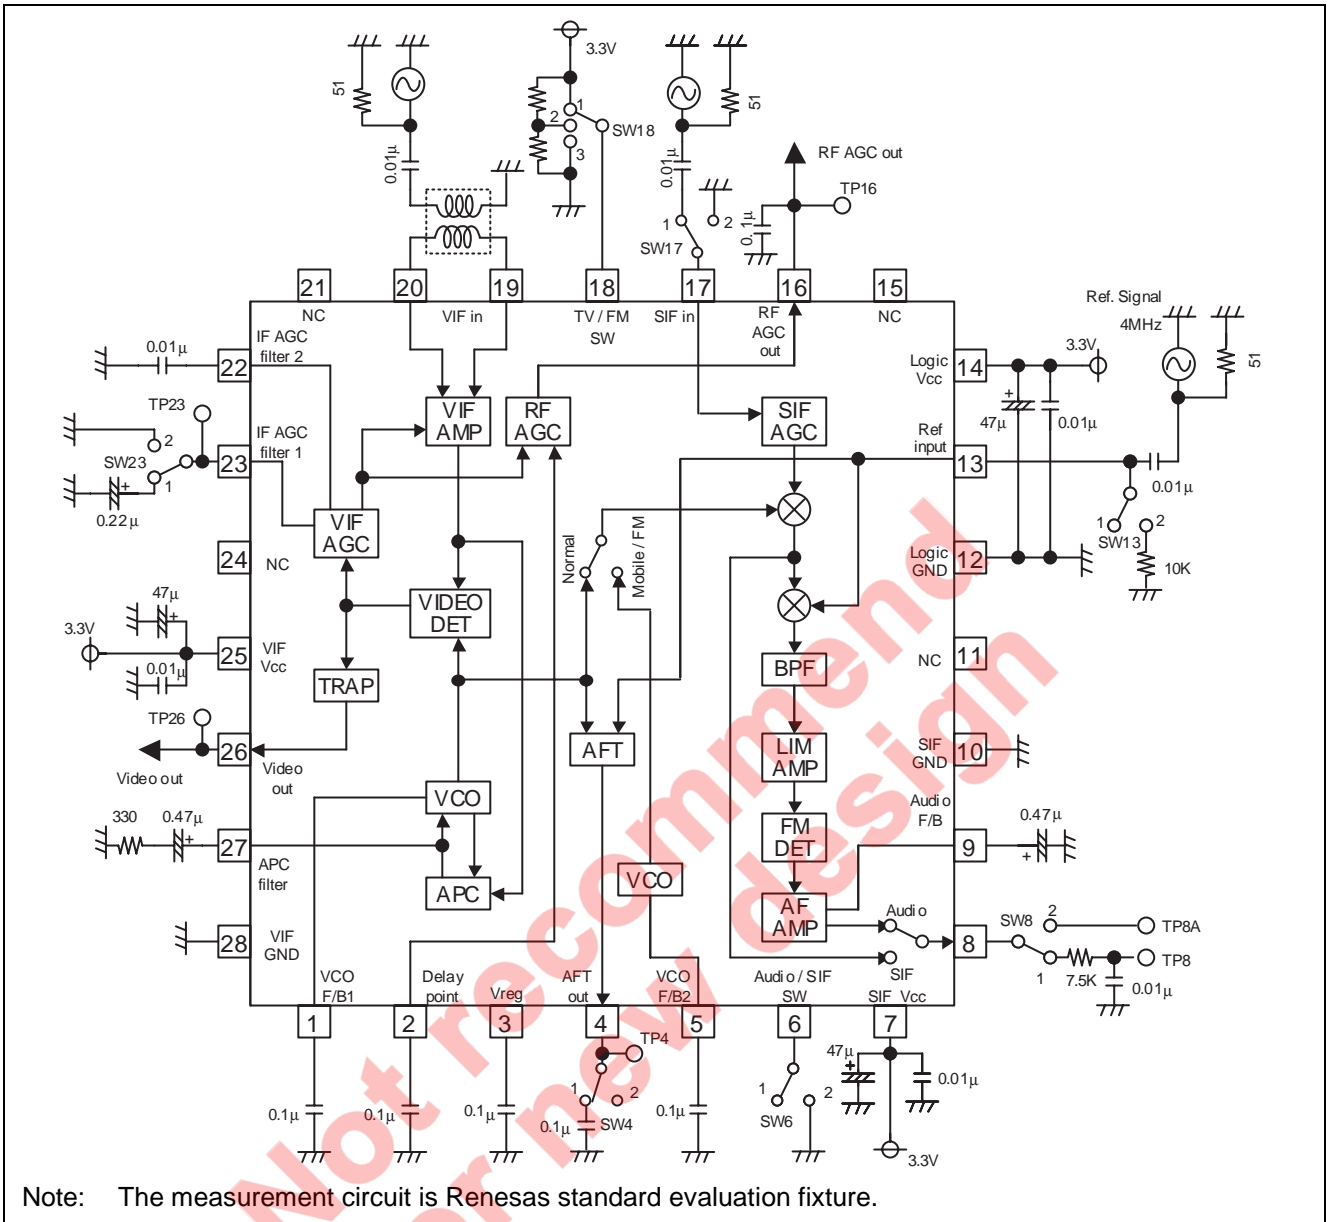 3.3V
51
51
1
2
3
SW18
0.01μ
0.01μ
RF AGC out
TP16
0.1μ
1
2
SW17
21
20
19
18
17
16
15
NC
VIF in
TV / FM
SW
SIF in
RF
AGC
out
NC
Ref. Signal
4MHz
51
3.3V
0.01μ
22
IF AGC
filter 2
Logic
Vcc
14
47μ
0.01μ
TP23
2
SW23
1
0.22μ
23
IF AGC
filter 1
VIF
AMP
RF
AGC
SIF
AGC
Ref
input
13
0.01μ
VIF
AGC
Normal
Mobile / FM
1
2
SW13
10K
24
NC
Logic
GND
12
VIDEO
DET
47μ
3.3V
0.01μ
25
VIF
Vcc
TRAP
BPF
NC
11
TP26
26
Video out
Video
out
AFT
LIM
AMP
SIF
GND
10
VCO
Audio
F/B
330
0.47μ
27
APC
filter
APC
VCO
FM
DET
9
0.47μ
AF
AMP
Audio
SIF
28
VIF
GND
8
SW8
2
1
TP8A
TP8
7.5K
0.01μ
VCO
F/B1
Delay
point
Vreg
AFT
out
VCO
F/B2
Audio / SIF
SW
SIF Vcc
1
2
3
4
5
6
7
TP4
1
2
SW4
0.1μ
0.1μ
0.1μ
0.1μ
0.1μ
1
2
SW6
47μ
0.01μ
3.3V
Not recommend
for new design
Note: The measurement circuit is Renesas standard evaluation fixture.